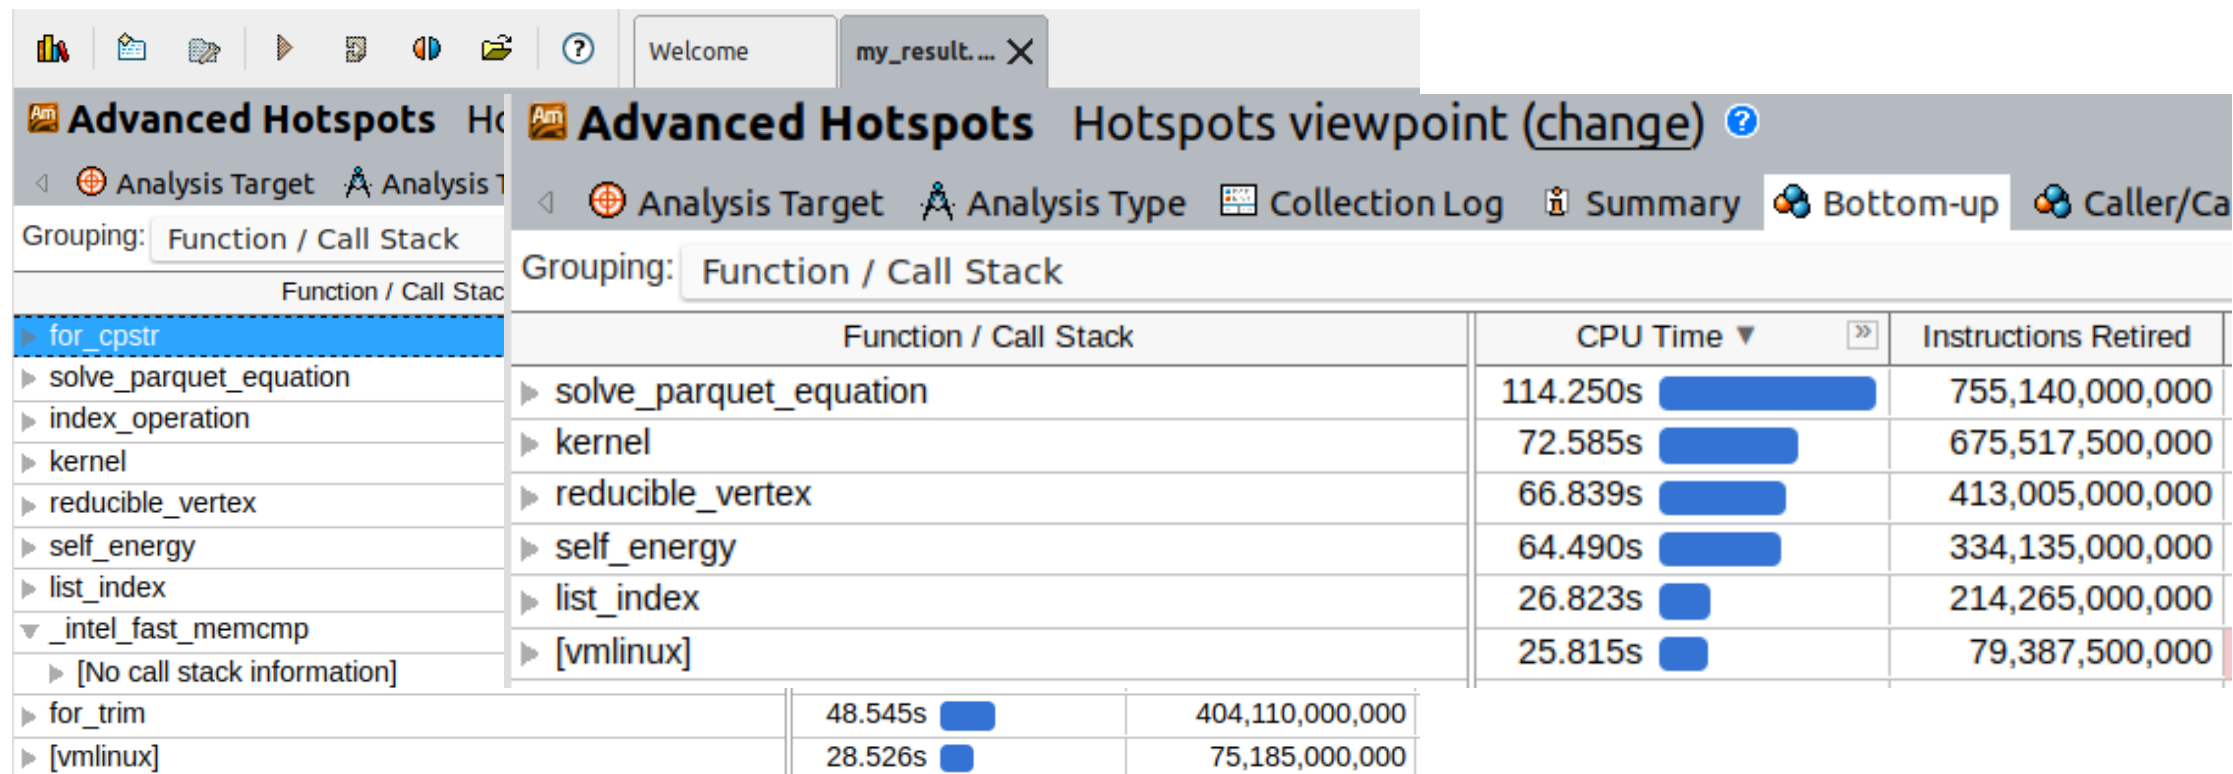 Welcome
my_result.... X
Advanced Hotspots Ho
Analysis Target Analysis T
Grouping: Function / Call Stack
Function / Call Stac
for_cpstr
solve_parquet_equation
index_operation
kernel
reducible_vertex
self_energy
list_index
_intel_fast_memcmp
[No call stack information]
for_trim 48.545s 404,110,000,000
[vmlinux] 28.526s 75,185,000,000
Am Advanced Hotspots Hotspots viewpoint (change) ?
Analysis Target Analysis Type Collection Log Summary Bottom-up Caller/Ca
Grouping: Function / Call Stack
Function / Call Stack CPU Time ▼ » Instructions Retired
solve_parquet_equation 114.250s 755,140,000,000
kernel 72.585s 675,517,500,000
reducible_vertex 66.839s 413,005,000,000
self_energy 64.490s 334,135,000,000
list_index 26.823s 214,265,000,000
[vmlinux] 25.815s 79,387,500,000